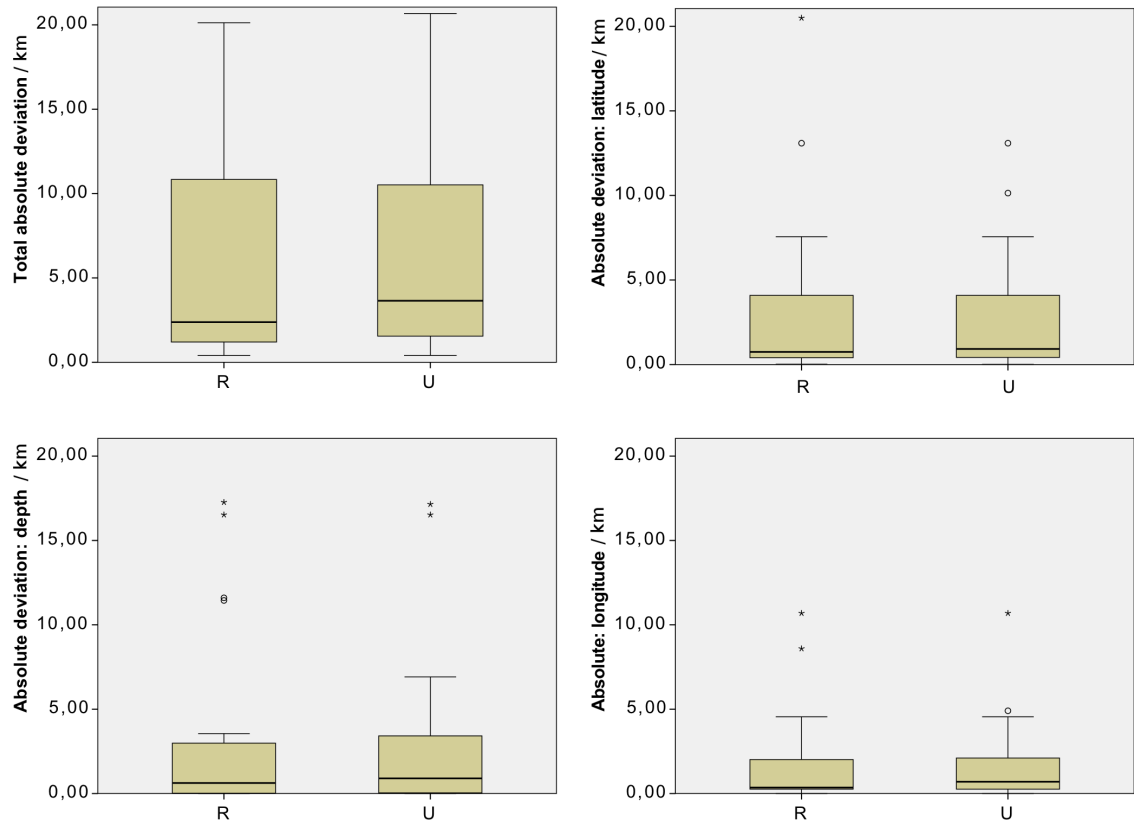 Total absolute deviation / km
20,00
15,00
10,00
5,00
0,00
R U
Absolute deviation: latitude / km
20,00
15,00
10,00
5,00
0,00
R U
Absolute deviation: depth / km
20,00
15,00
10,00
5,00
0,00
R U
Absolute: longitude / km
20,00
15,00
10,00
5,00
0,00
R U